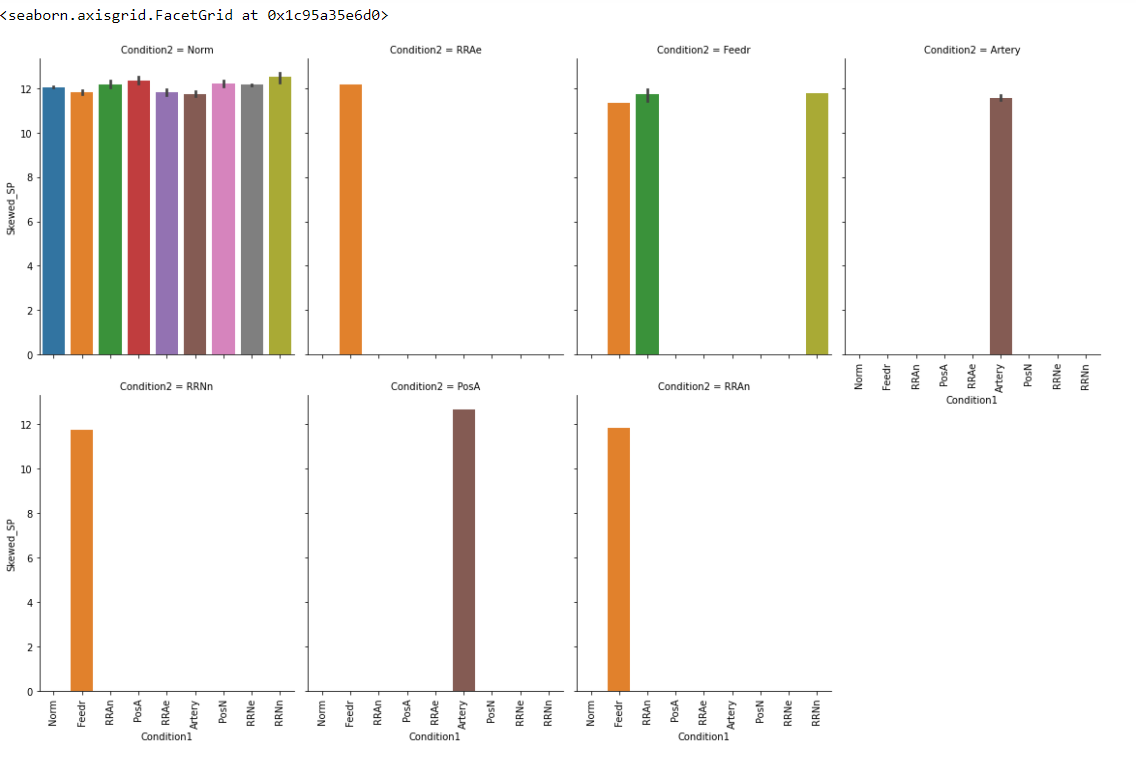 <seaborn.axisgrid.FacetGrid at 0x1c95a35e6d0>
Condition2 = Norm
Condition2 = RRAe
Condition2 = Feedr
Condition2 = Artery
Skewed_SP
12
10
8
6
4
2
0
Norm
Feedr
RRAn
PosA
RRAe
Artery
PosN
RRNe
RRNn
Condition1
Condition2 = RRNn
Condition2 = PosA
Condition2 = RRAn
Skewed_SP
12
10
8
6
4
2
0
Norm
Feedr
RRAn
PosA
RRAe
Artery
PosN
RRNe
RRNn
Condition1
Norm
Feedr
RRAn
PosA
RRAe
Artery
PosN
RRNe
RRNn
Condition1
Norm
Feedr
RRAn
PosA
RRAe
Artery
PosN
RRNe
RRNn
Condition1